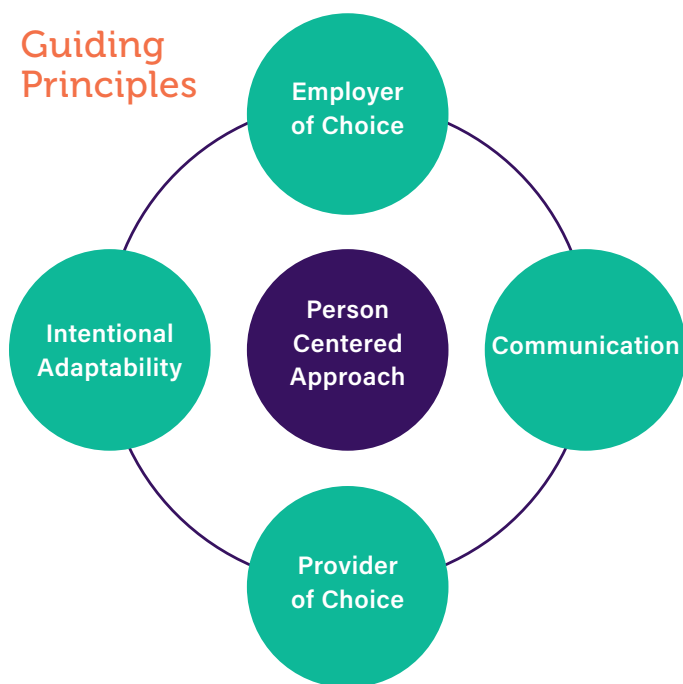 Guiding
Principles
Employer
of Choice
Intentional
Adaptability
Person
Centered
Approach
Communication
Provider
of Choice